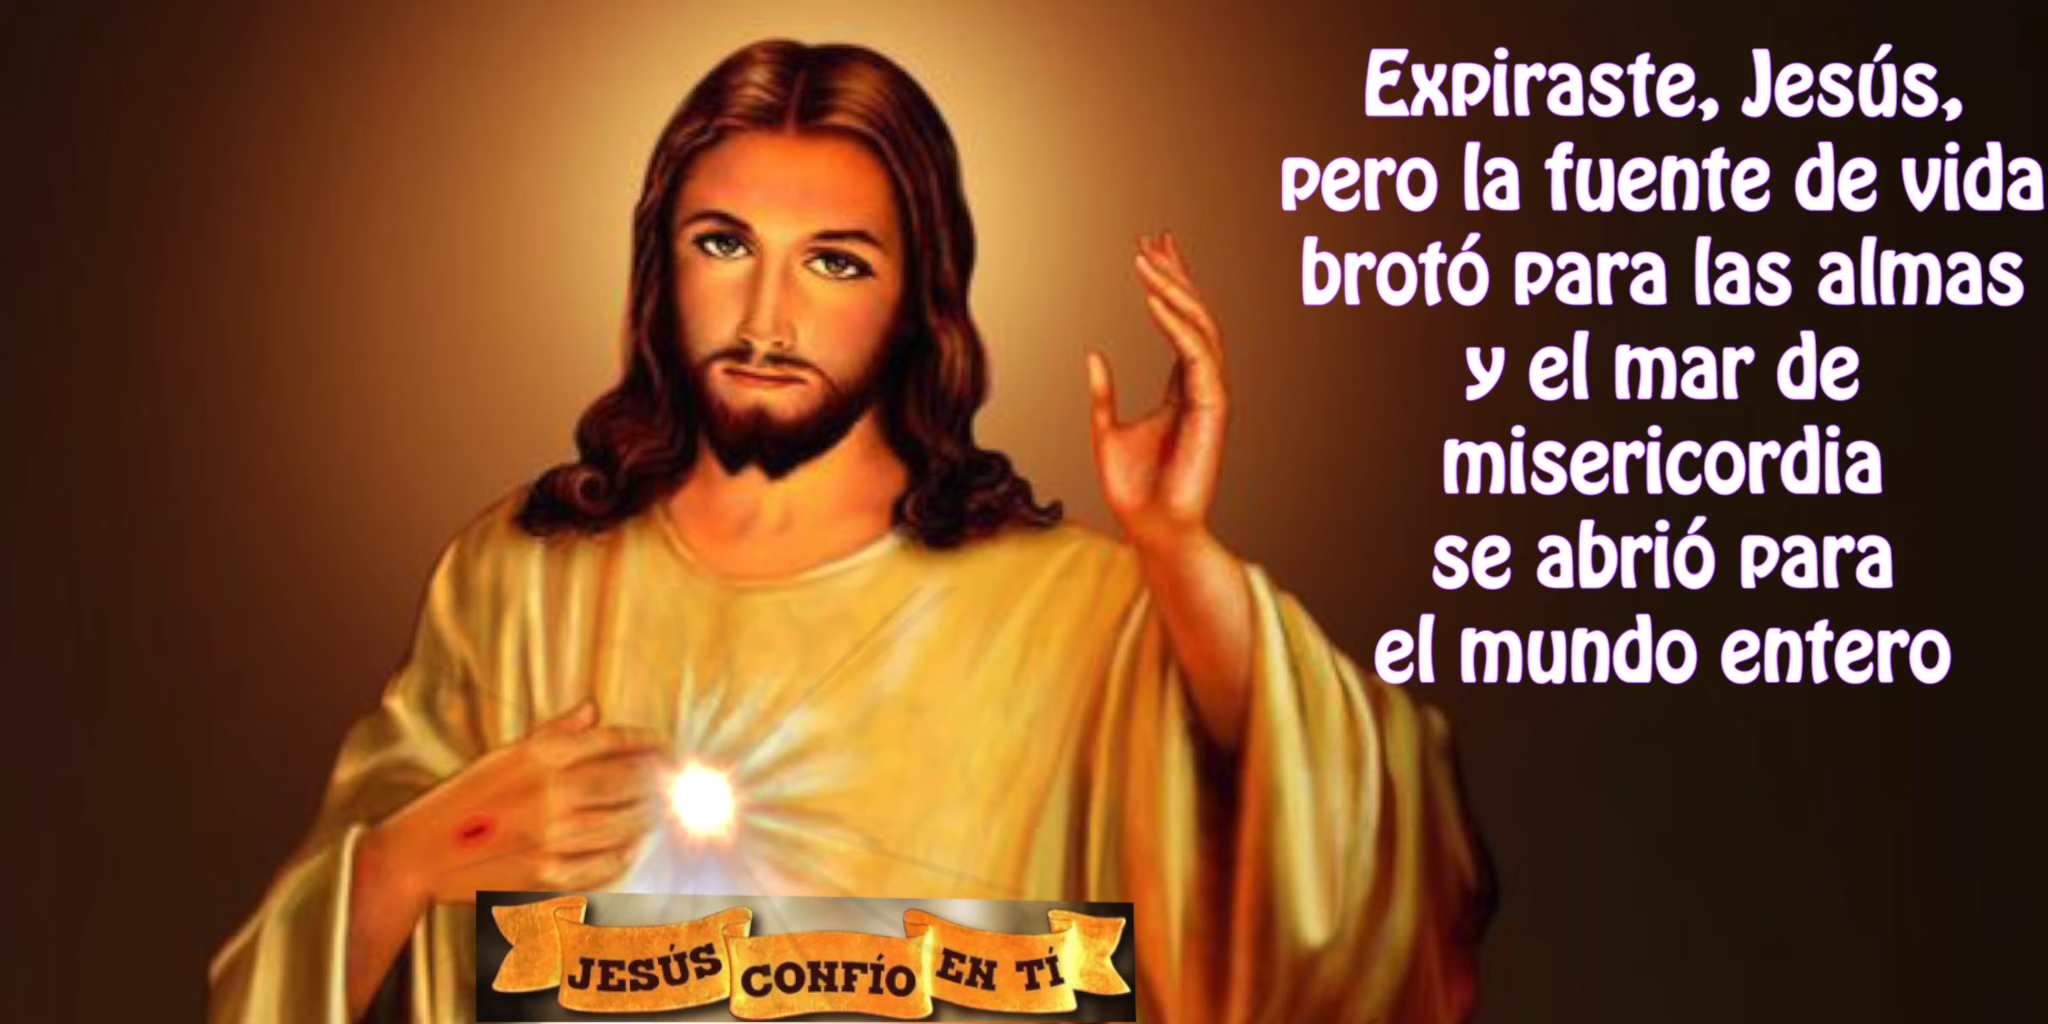 Expiraste, Jesús,
pero la fuente de vida
brotó para las almas
y el mar de
misericordia
se abrió para
el mundo entero
JESÚS CONFÍO EN TÍ